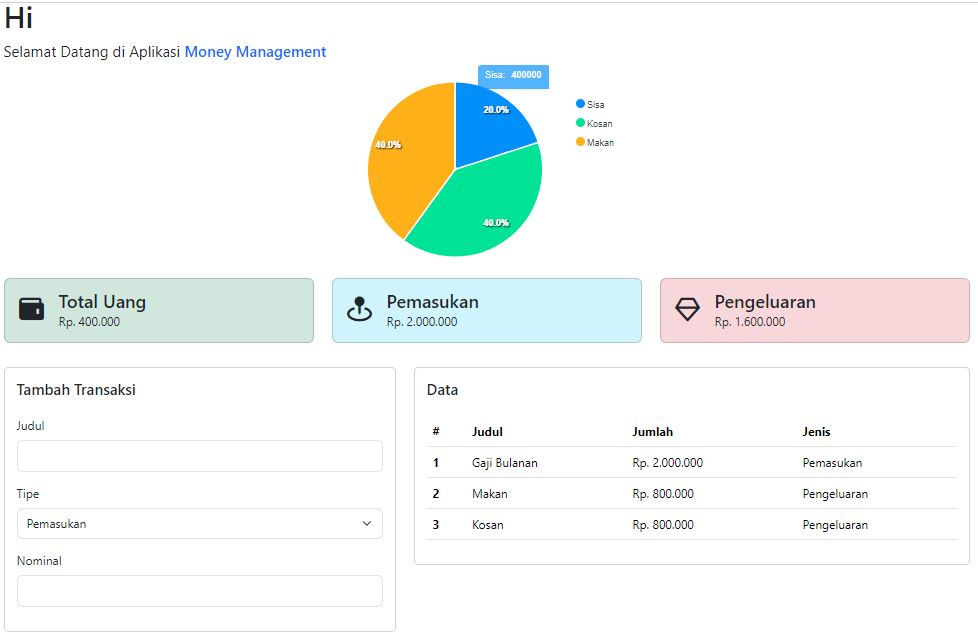 Hi
Selamat Datang di Aplikasi Money Management
Sisa: 400000
20.0%
40.0%
40.0%
Sisa
Kosan
Makan
Total Uang
Rp. 400.000
Pemasukan
Rp. 2.000.000
Pengeluaran
Rp. 1.600.000
Tambah Transaksi
Judul
Tipe
Pemasukan
Nominal
Data
# Judul Jumlah Jenis
1 Gaji Bulanan Rp. 2.000.000 Pemasukan
2 Makan Rp. 800.000 Pengeluaran
3 Kosan Rp. 800.000 Pengeluaran